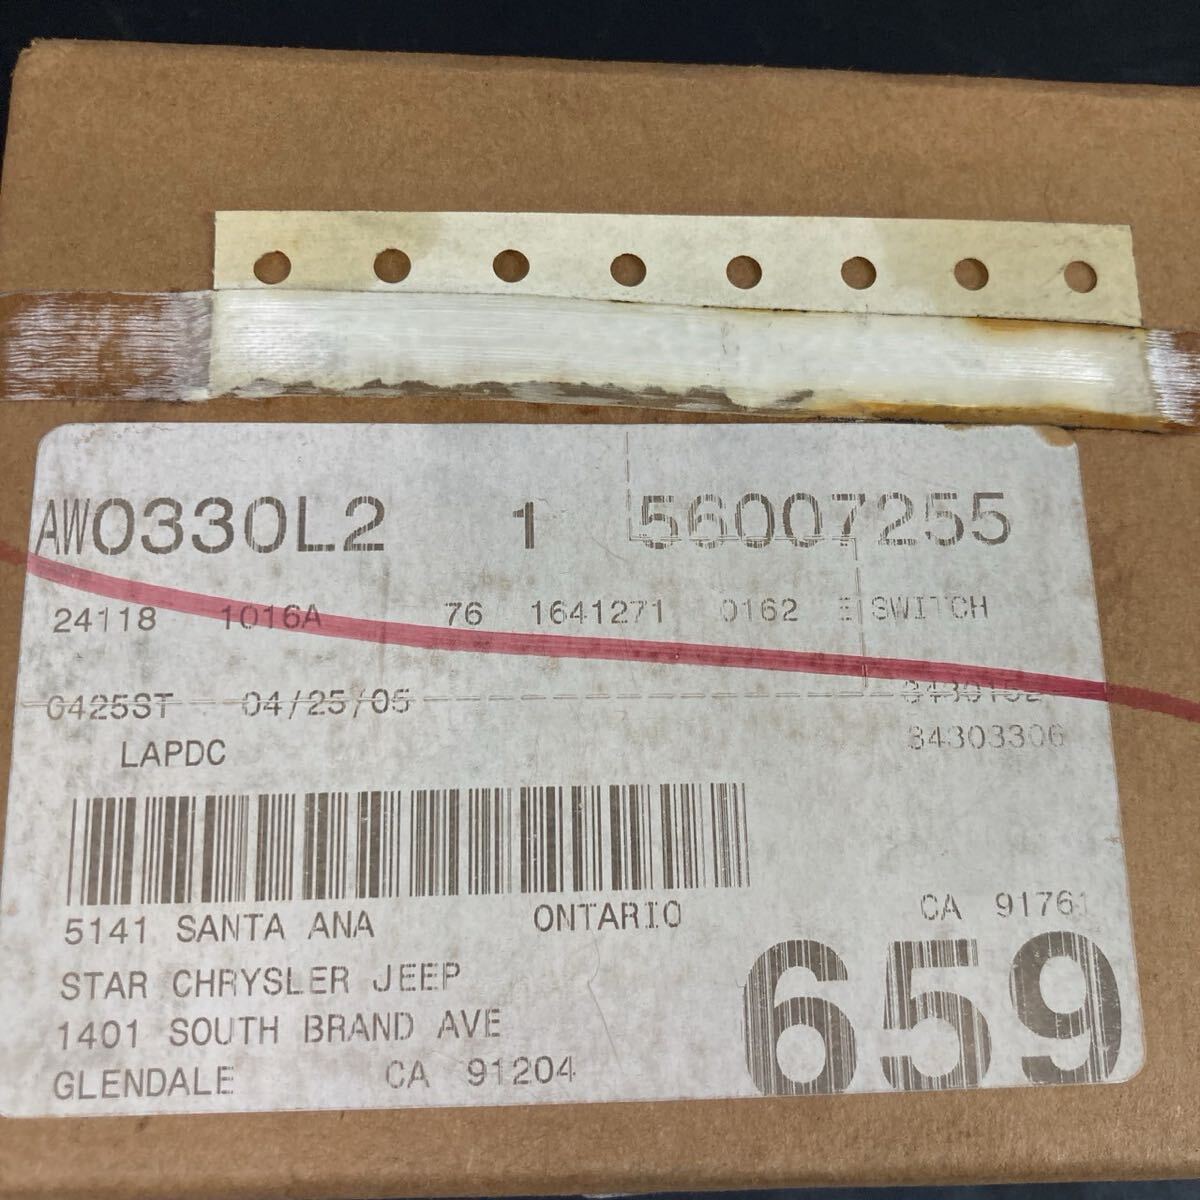 AW0330L2 1 56007255
24118 1016A 76 1641271 0162 E SWITCH
0425ST 04/25/05
LAPDC 34303306
5141 SANTA ANA ONTARIO CA 91761
STAR CHRYSLER JEEP
1401 SOUTH BRAND AVE
GLENDALE CA 91204
659